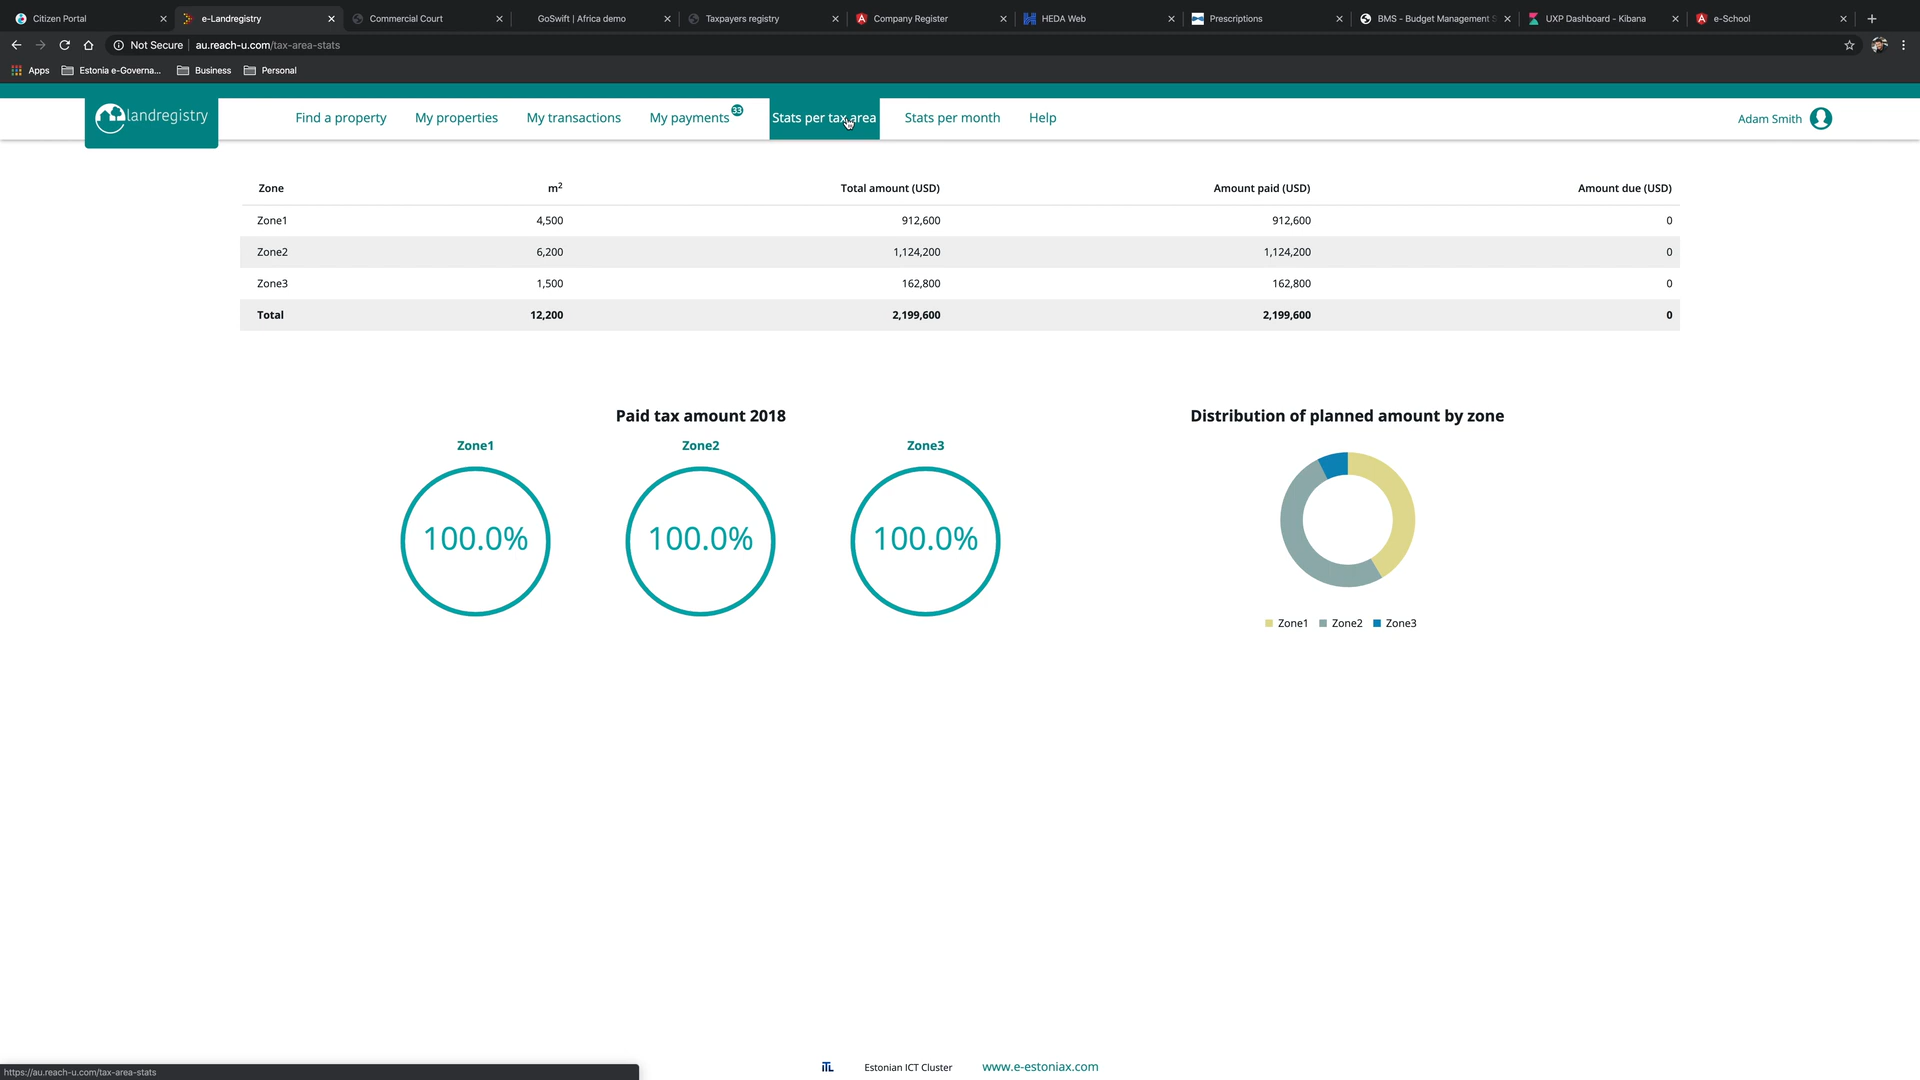 Citizen Portal
e-Landregistry
Commercial Court
GoSwift | Africa demo
Taxpayers registry
Company Register
HEDA Web
Prescriptions
BMS - Budget Management S
UXP Dashboard - Kibana
e-School
Not Secure
au.reach-u.com/tax-area-stats
Apps
Estonia e-Governa...
Business
Personal
landregistry
Find a property
My properties
My transactions
My payments 33
Stats per tax area
Stats per month
Help
Adam Smith
Zone m² Total amount (USD) Amount paid (USD) Amount due (USD)
Zone1 4,500 912,600 912,600 0
Zone2 6,200 1,124,200 1,124,200 0
Zone3 1,500 162,800 162,800 0
Total 12,200 2,199,600 2,199,600 0
Paid tax amount 2018
Zone1 Zone2 Zone3
100.0% 100.0% 100.0%
Distribution of planned amount by zone
Zone1 Zone2 Zone3
ITL Estonian ICT Cluster www.e-estoniax.com
https://au.reach-u.com/tax-area-stats